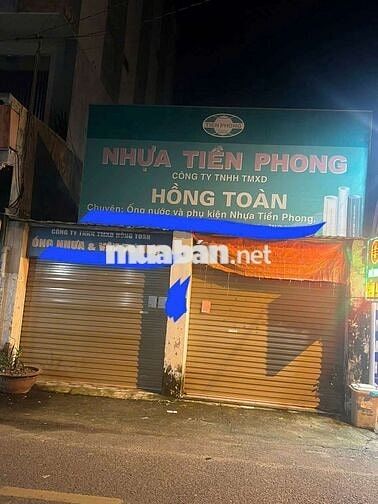 TIỀN PHONG
NHỰA TIỀN PHONG
CÔNG TY TNHH TMXD
HỒNG TOÀN
Chuyên: Ống nước và phụ kiện Nhựa Tiền Phong.
CÔNG TY TNHH TMXD HỒNG TOÀN
ỐNG NHỰA &
muabán.net